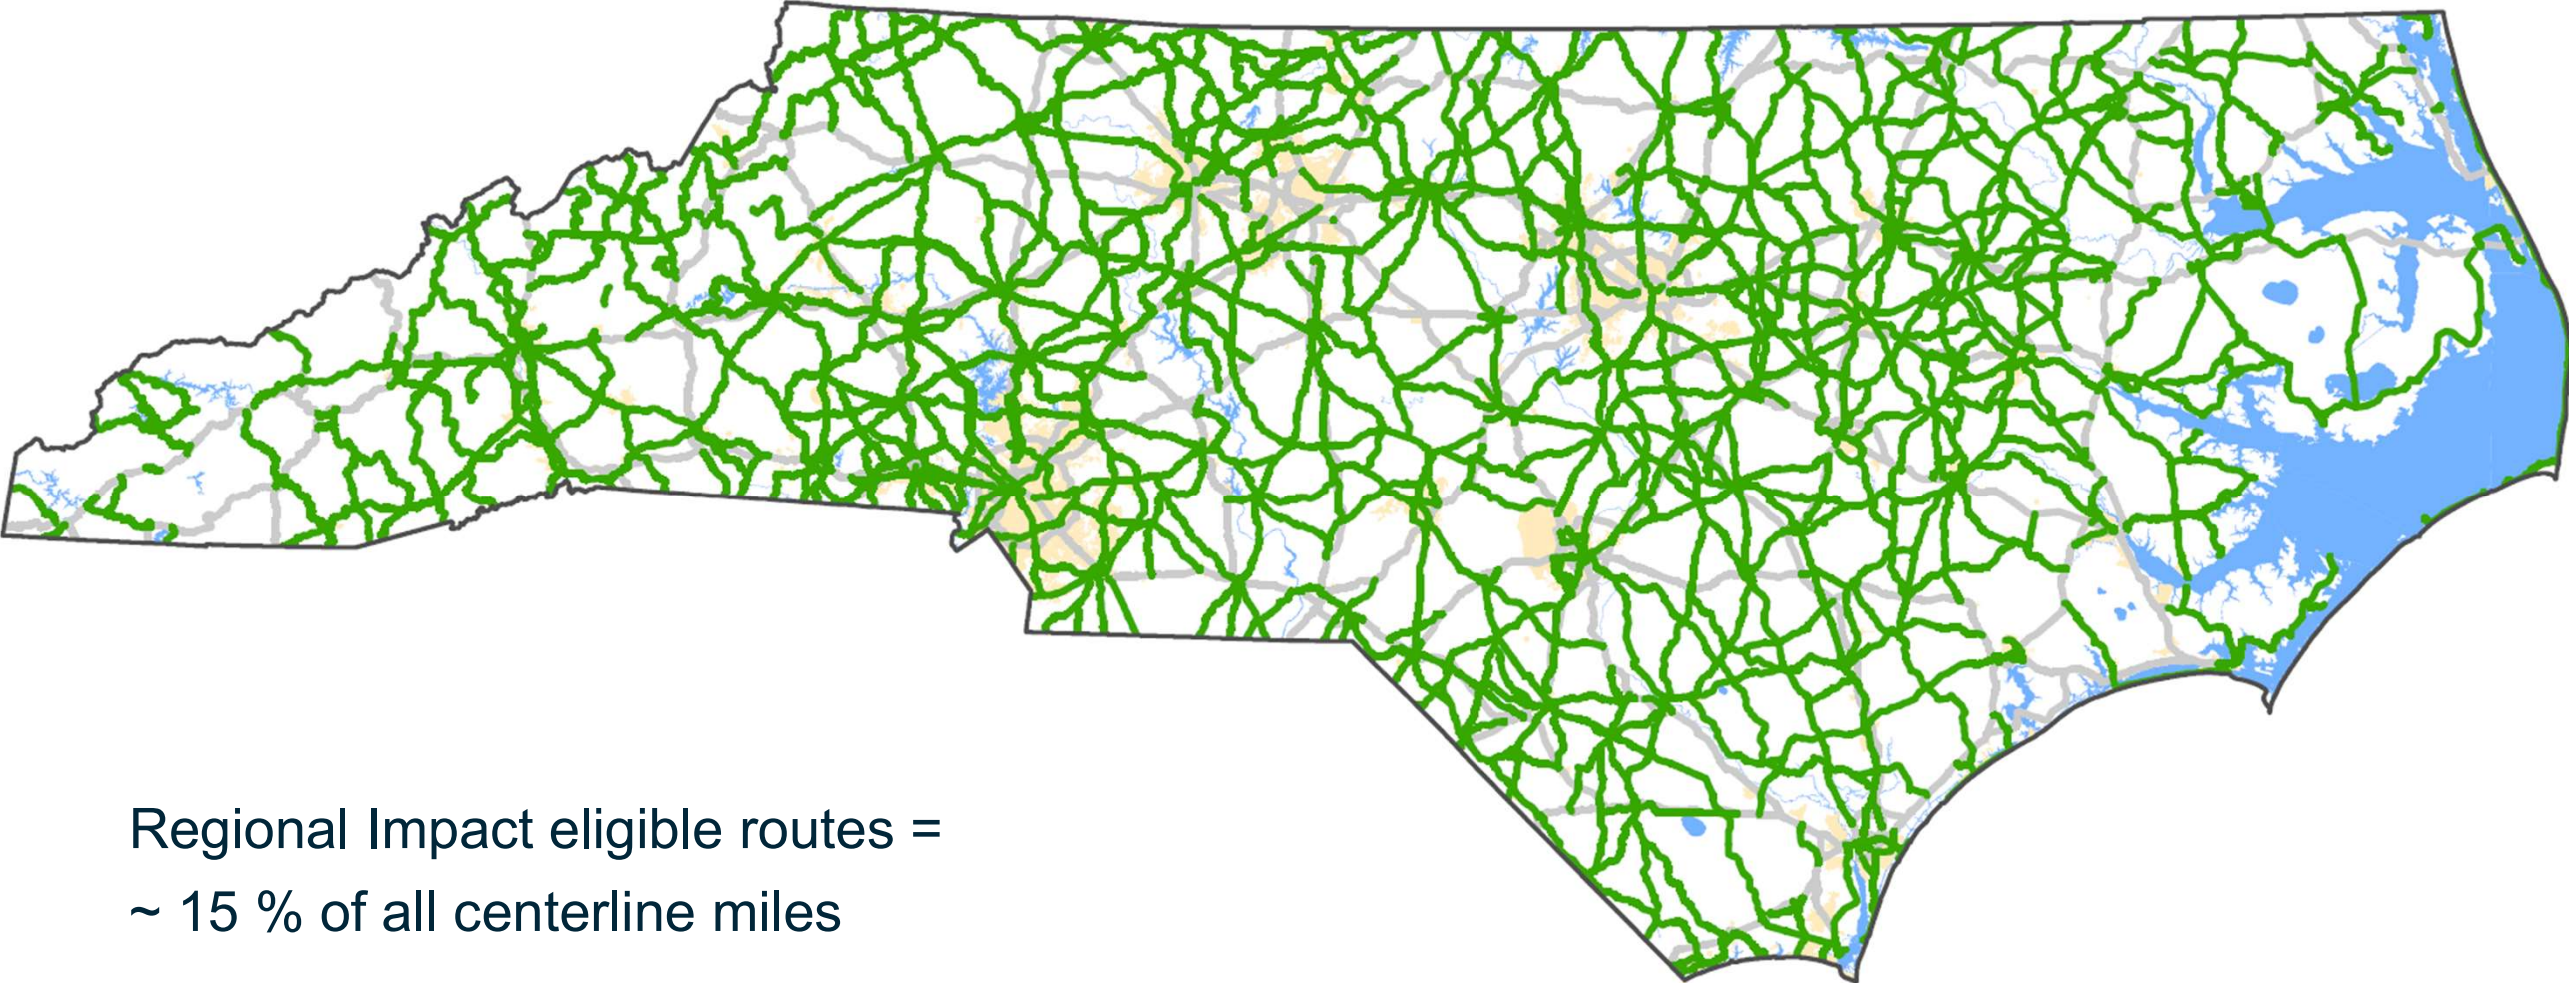 Regional Impact eligible routes =
~ 15 % of all centerline miles